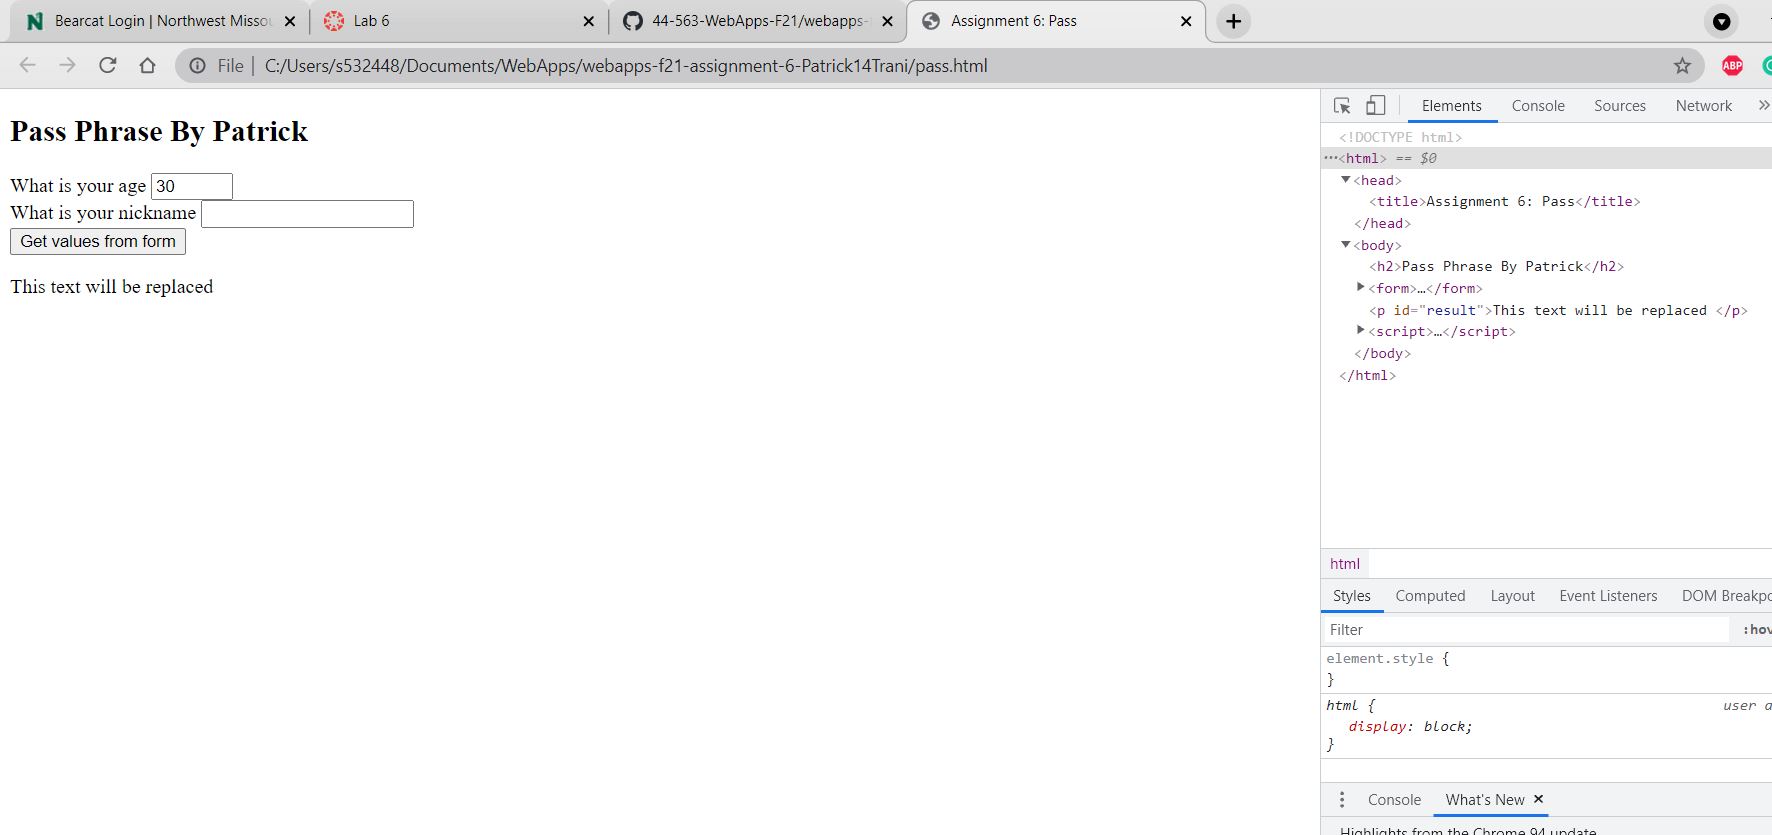 Bearcat Login | Northwest Missou
Lab 6
44-563-WebApps-F21/webapps-
Assignment 6: Pass
File | C:/Users/s532448/Documents/WebApps/webapps-f21-assignment-6-Patrick14Trani/pass.html
ABP
Pass Phrase By Patrick
What is your age 30
What is your nickname
Get values from form
This text will be replaced
Elements Console Sources Network »
<!DOCTYPE html>
…<html> == $0
<head>
<title>Assignment 6: Pass</title>
</head>
<body>
<h2>Pass Phrase By Patrick</h2>
<form>…</form>
<p id="result">This text will be replaced </p>
<script>…</script>
</body>
</html>
html
Styles Computed Layout Event Listeners DOM Breakpo
Filter :hov
element.style {
}
html { user a
display: block;
}
Console What's New
Highlights from the Chrome 94 update